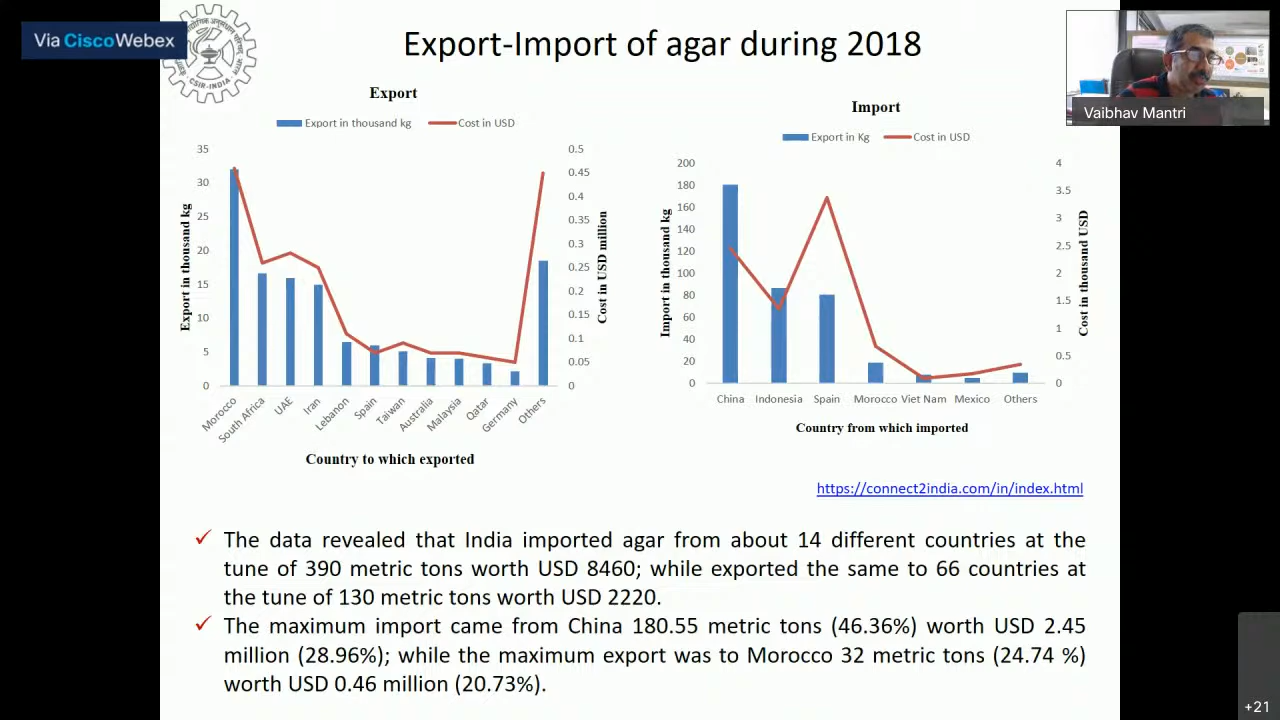 Via Cisco Webex
CSIR-INDIA
Export-Import of agar during 2018
Vaibhav Mantri
Export
Export in thousand kg
Cost in USD
35
30
25
20
15
10
5
0
Export in thousand kg
0.5
0.45
0.4
0.35
0.3
0.25
0.2
0.15
0.1
0.05
0
Cost in USD million
Morocco
South Africa
UAE
Iran
Lebanon
Spain
Taiwan
Australia
Malaysia
Qatar
Germany
Others
Country to which exported
Import
Export in Kg
Cost in USD
200
180
160
140
120
100
80
60
40
20
0
Import in thousand kg
4
3.5
3
2.5
2
1.5
1
0.5
0
Cost in thousand USD
China
Indonesia
Spain
Morocco
Viet Nam
Mexico
Others
Country from which imported
https://connect2india.com/in/index.html
✓ The data revealed that India imported agar from about 14 different countries at the
tune of 390 metric tons worth USD 8460; while exported the same to 66 countries at
the tune of 130 metric tons worth USD 2220.
✓ The maximum import came from China 180.55 metric tons (46.36%) worth USD 2.45
million (28.96%); while the maximum export was to Morocco 32 metric tons (24.74 %)
worth USD 0.46 million (20.73%).
+21